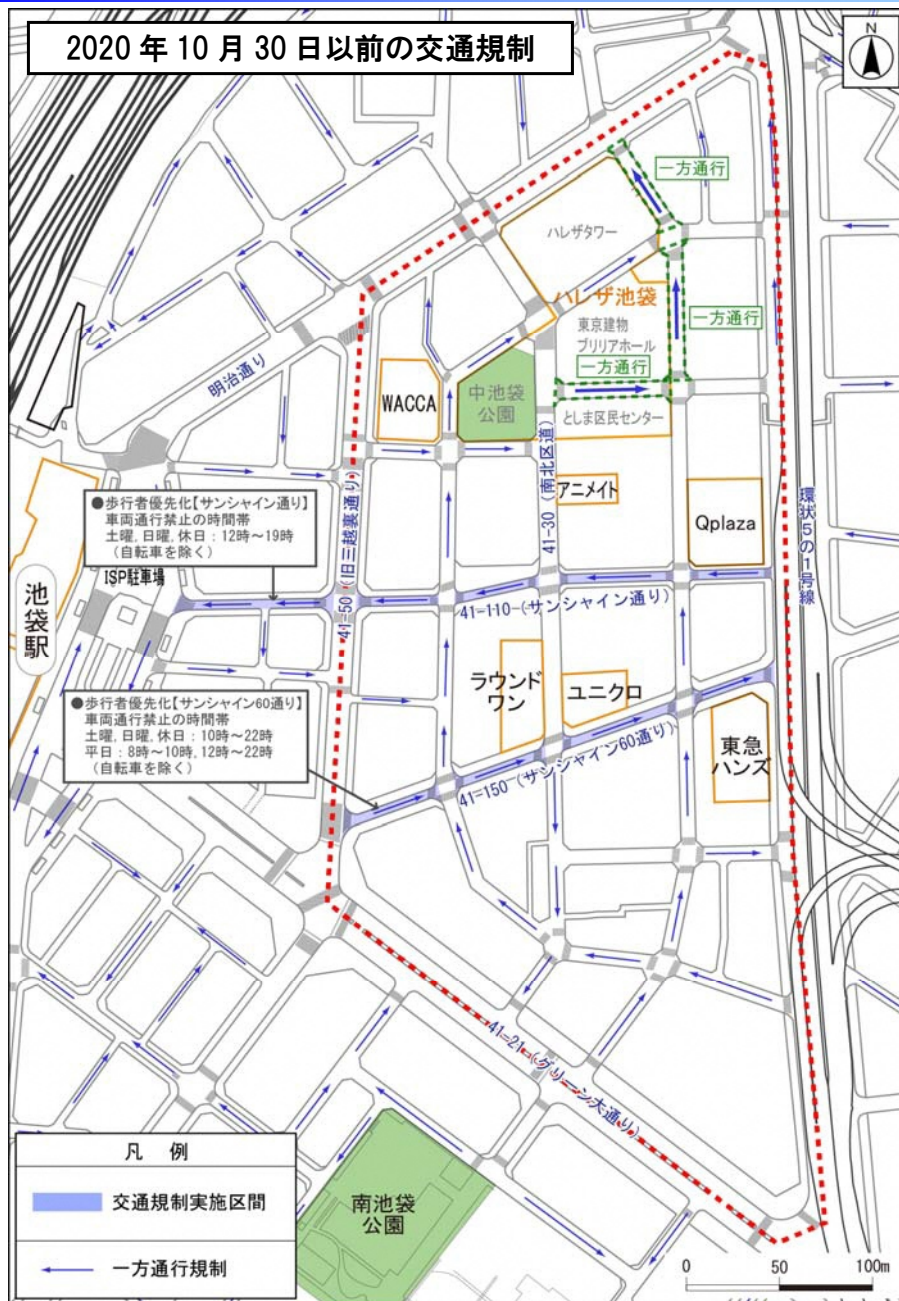 2020年10月30日以前の交通規制
N
一方通行
ハレザタワー
ハレザ池袋
東京建物
ブリリアホール
一方通行
一方通行
明治通り
WACCA
中池袋
公園
としま区民センター
41-50 (旧三越裏通り)
41-30 (南北区道)
アニメイト
Qplaza
環状5の1号線
●歩行者優先化【サンシャイン通り】
車両通行禁止の時間帯
土曜,日曜,休日:12時~19時
(自転車を除く)
ISP駐車場
池袋駅
41-110-(サンシャイン通り)
ラウンド
ワン
ユニクロ
●歩行者優先化【サンシャイン60通り】
車両通行禁止の時間帯
土曜,日曜,休日:10時~22時
平日:8時~10時,12時~22時
(自転車を除く)
東急
ハンズ
41-150-(サンシャイン60通り)
41-21-(グリーン大通り)
凡 例
交通規制実施区間
一方通行規制
南池袋
公園
0 50 100m